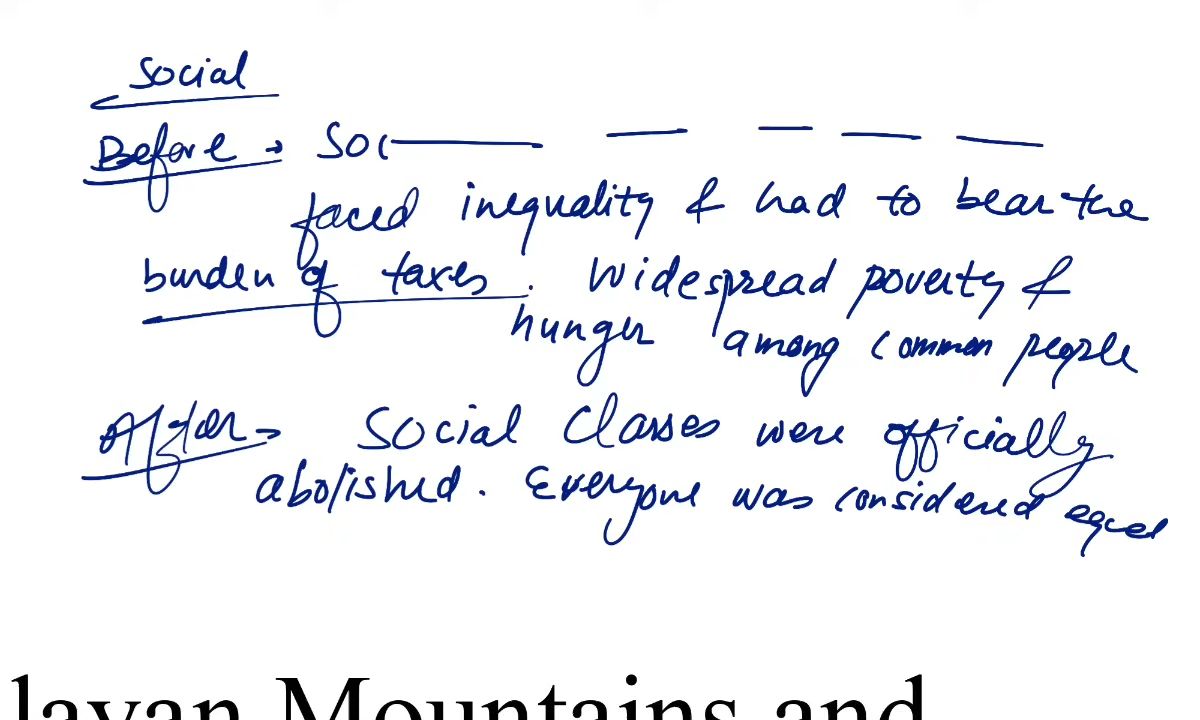 Social
Before → Soc
faced inequality & had to bear the
burden of taxes. Widespread poverty &
hunger among common people
After → Social Classes were officially
abolished. Everyone was considered equal
layan Mountains and